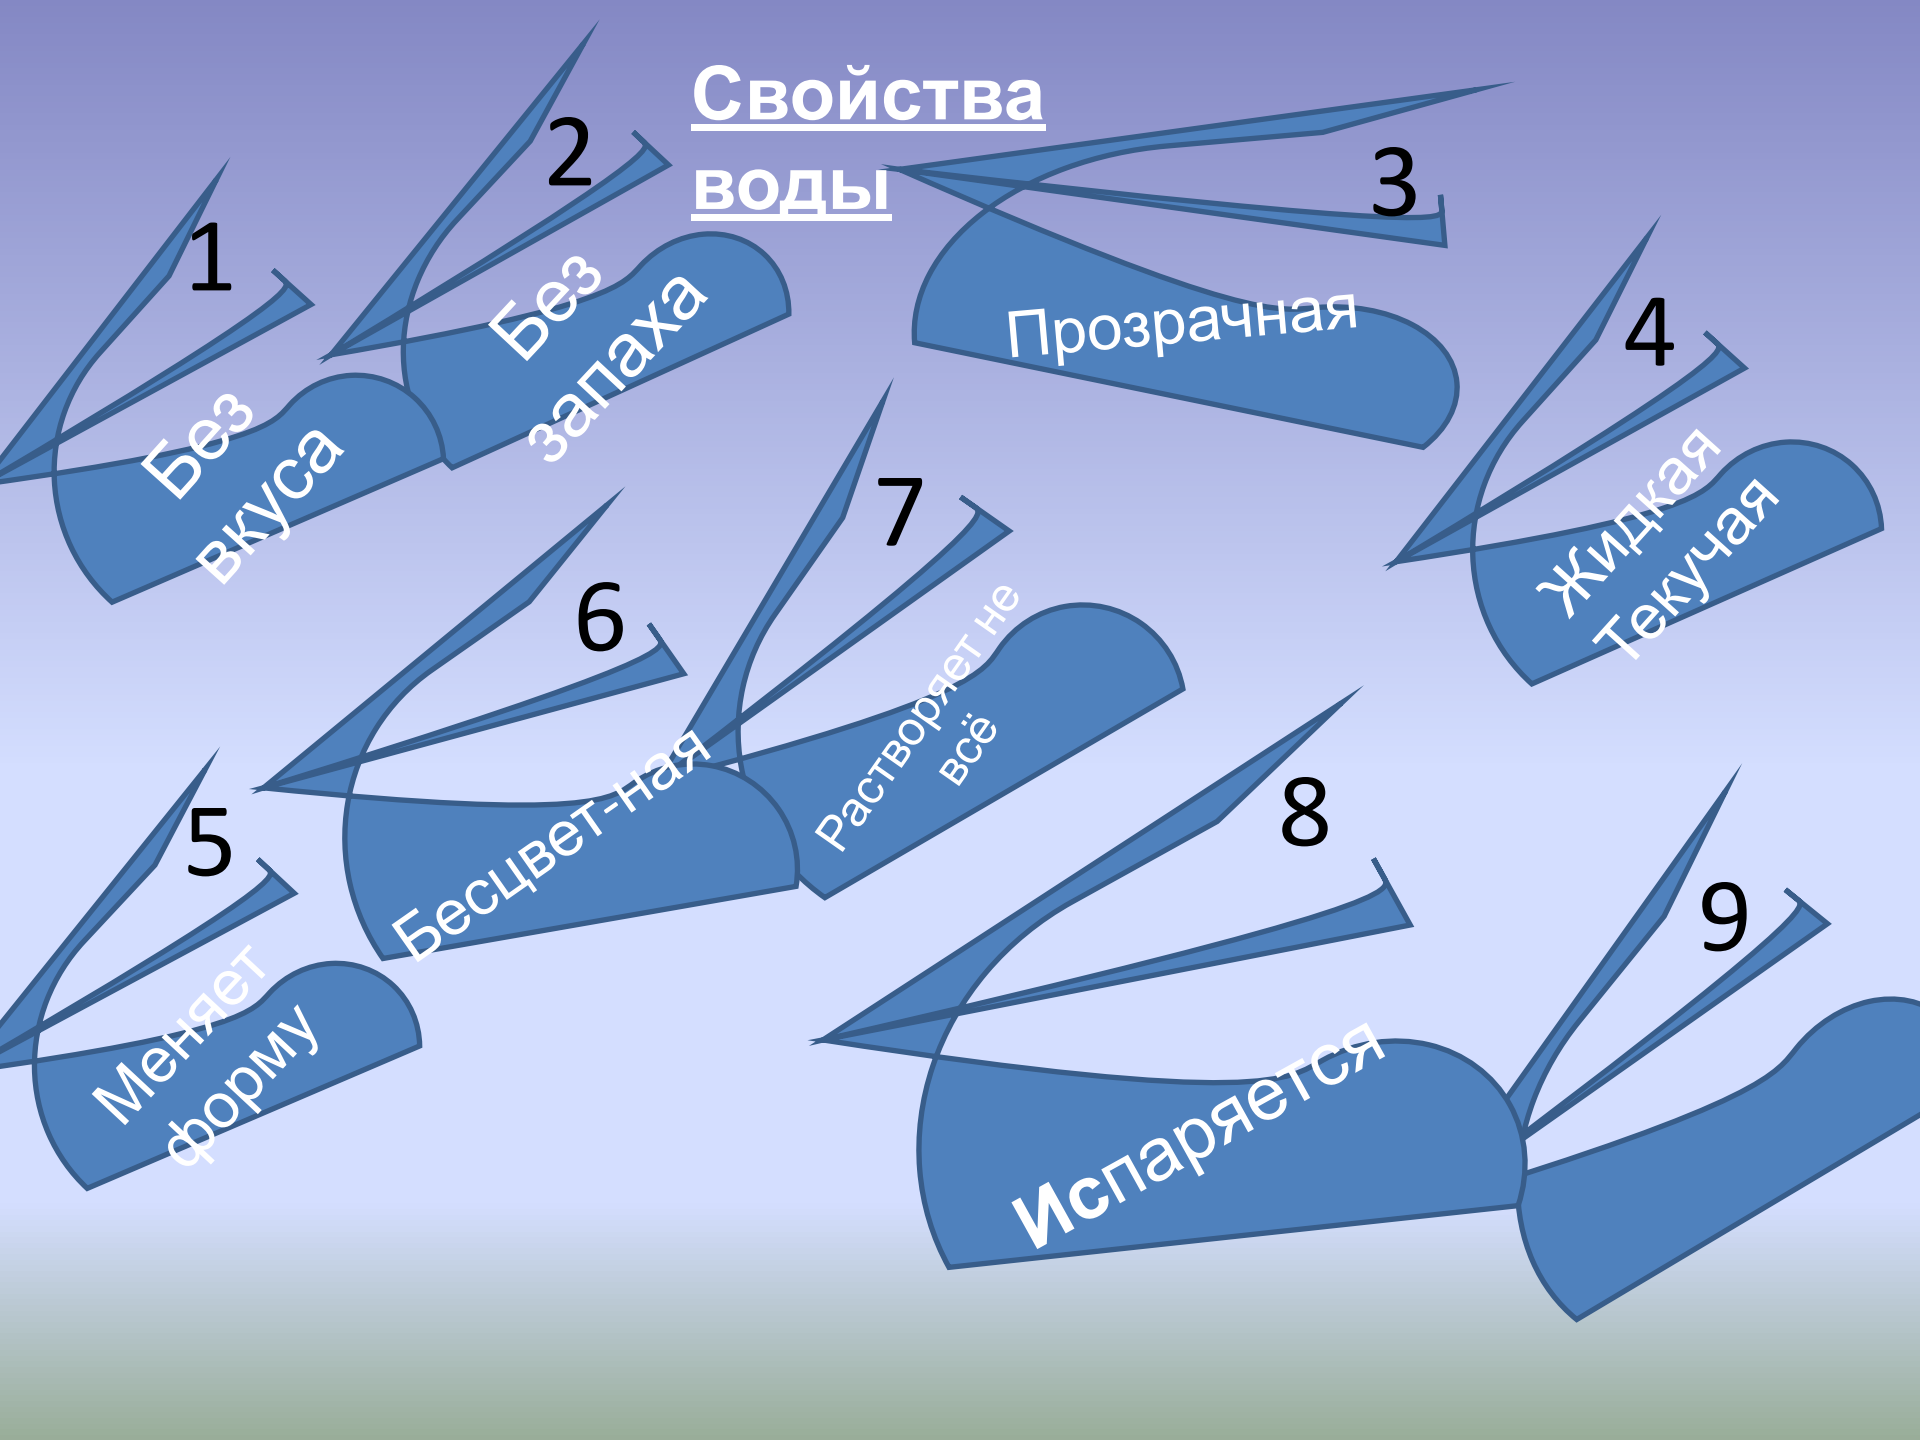 Свойства
воды
1
Без
вкуса
2
Без
запаха
3
Прозрачная
4
Жидкая
Текучая
5
Меняет
форму
6
Бесцвет-ная
7
Растворяет не
всё
8
Испаряется
9